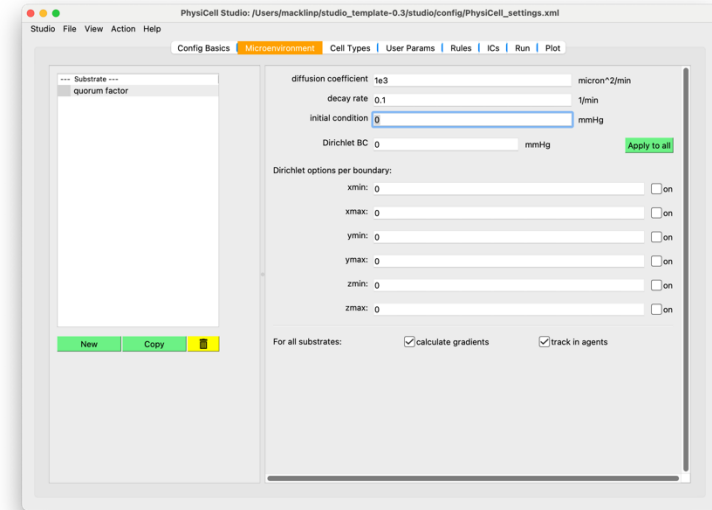 PhysiCell Studio: /Users/macklinp/studio_template-0.3/studio/config/PhysiCell_settings.xml
Studio File View Action Help
Config Basics Microenvironment Cell Types User Params Rules ICs Run Plot
--- Substrate ---
quorum factor
New Copy
diffusion coefficient 1e3 micron^2/min
decay rate 0.1 1/min
initial condition 0 mmHg
Dirichlet BC 0 mmHg Apply to all
Dirichlet options per boundary:
xmin: 0 on
xmax: 0 on
ymin: 0 on
ymax: 0 on
zmin: 0 on
zmax: 0 on
For all substrates: calculate gradients track in agents